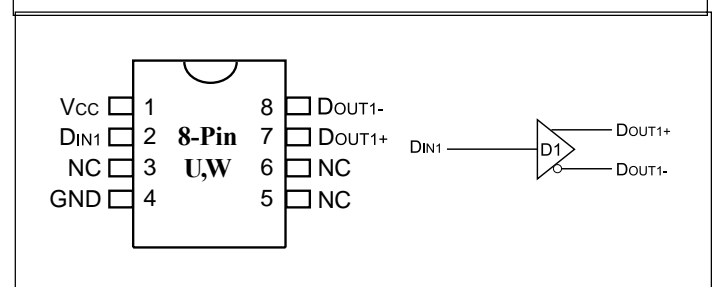 Vcc 1 8 DOUT1-
DIN1 2 8-Pin 7 DOUT1+
NC 3 U,W 6 NC
GND 4 5 NC
DIN1 D1 DOUT1+
DOUT1-